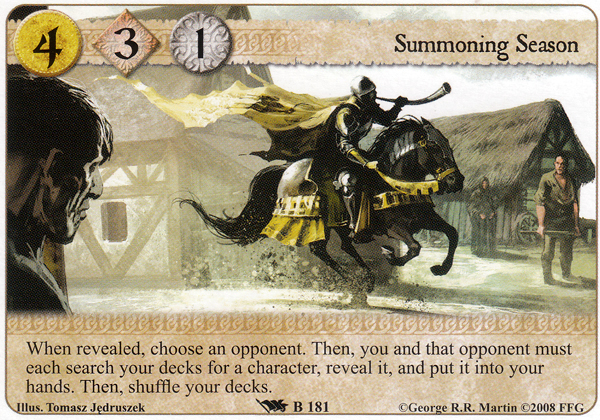 4 3 1 Summoning Season
When revealed, choose an opponent. Then, you and that opponent must
each search your decks for a character, reveal it, and put it into your
hands. Then, shuffle your decks.
Illus. Tomasz Jędruszek B 181 ©George R.R. Martin ©2008 FFG